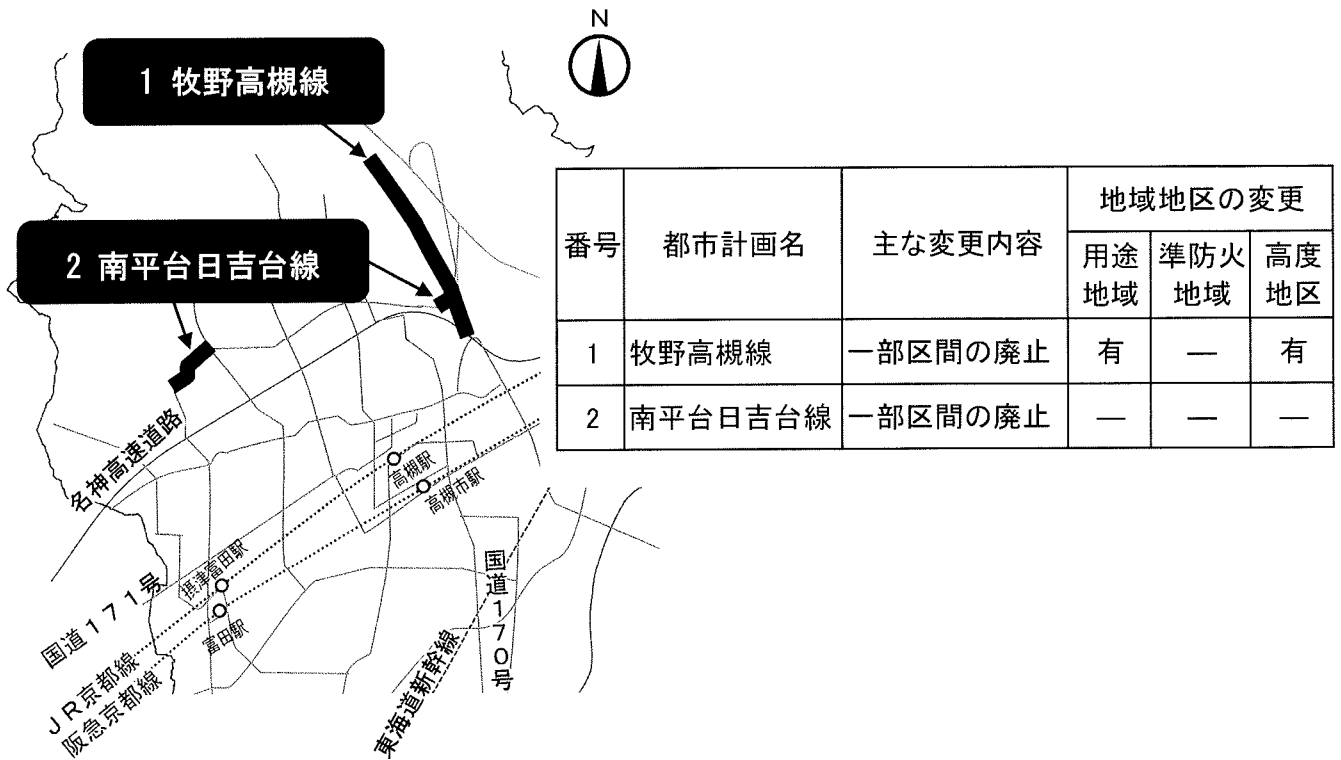 N
1 牧野高槻線
2 南平台日吉台線
名神高速道路
高槻駅
高槻市駅
摂津富田駅
富田駅
国道171号
JR京都線
阪急京都線
東海道新幹線
国道170号
番号 都市計画名 主な変更内容 地域地区の変更
用途地域 準防火地域 高度地区
1 牧野高槻線 一部区間の廃止 有 — 有
2 南平台日吉台線 一部区間の廃止 — — —